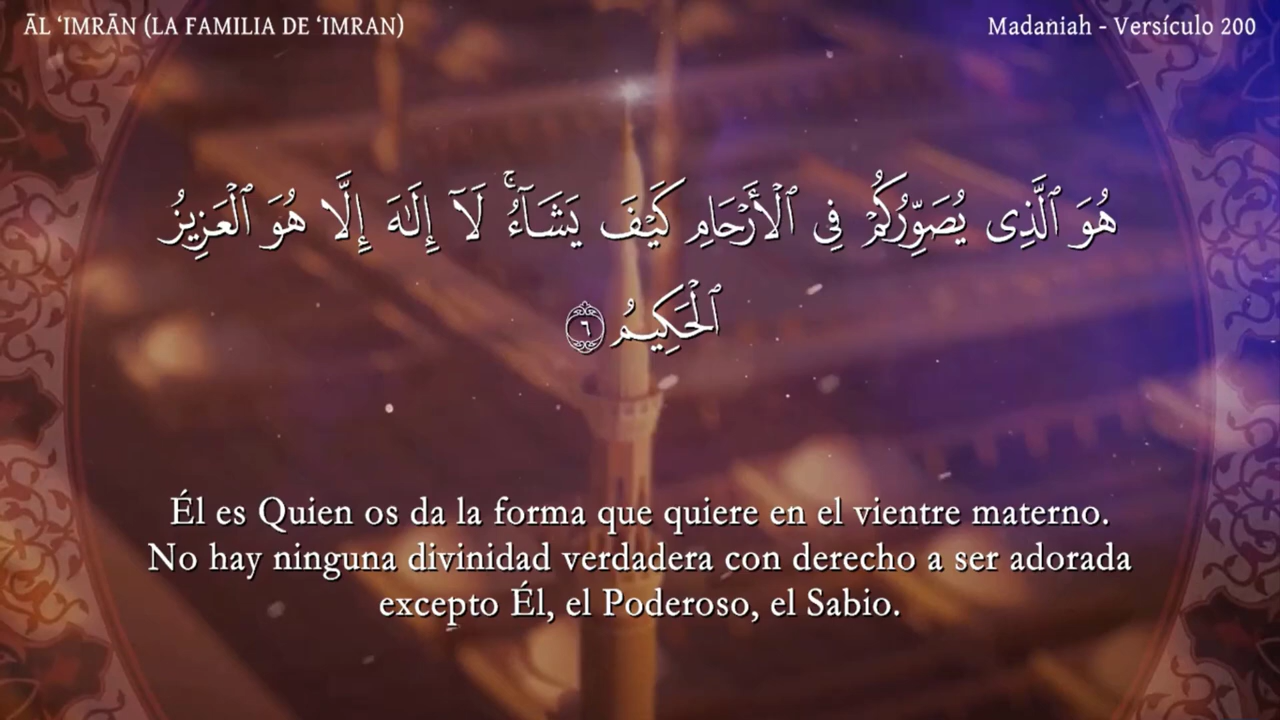 ĀL ‘IMRĀN (LA FAMILIA DE ‘IMRAN)
Madaniah - Versículo 200
هُوَ ٱلَّذِى يُصَوِّرُكُمْ فِى ٱلْأَرْحَامِ كَيْفَ يَشَآءُ ۚ لَآ إِلَـٰهَ إِلَّا هُوَ ٱلْعَزِيزُ
ٱلْحَكِيمُ ٦
Él es Quien os da la forma que quiere en el vientre materno.
No hay ninguna divinidad verdadera con derecho a ser adorada
excepto Él, el Poderoso, el Sabio.